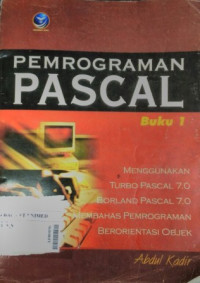 PEMROGRAMAN
PASCAL
Buku 1
MENGGUNAKAN
TURBO PASCAL 7.0
BORLAND PASCAL 7.0
MEMBAHAS PEMROGRAMAN
BERORIENTASI OBJEK
Abdul Kadir